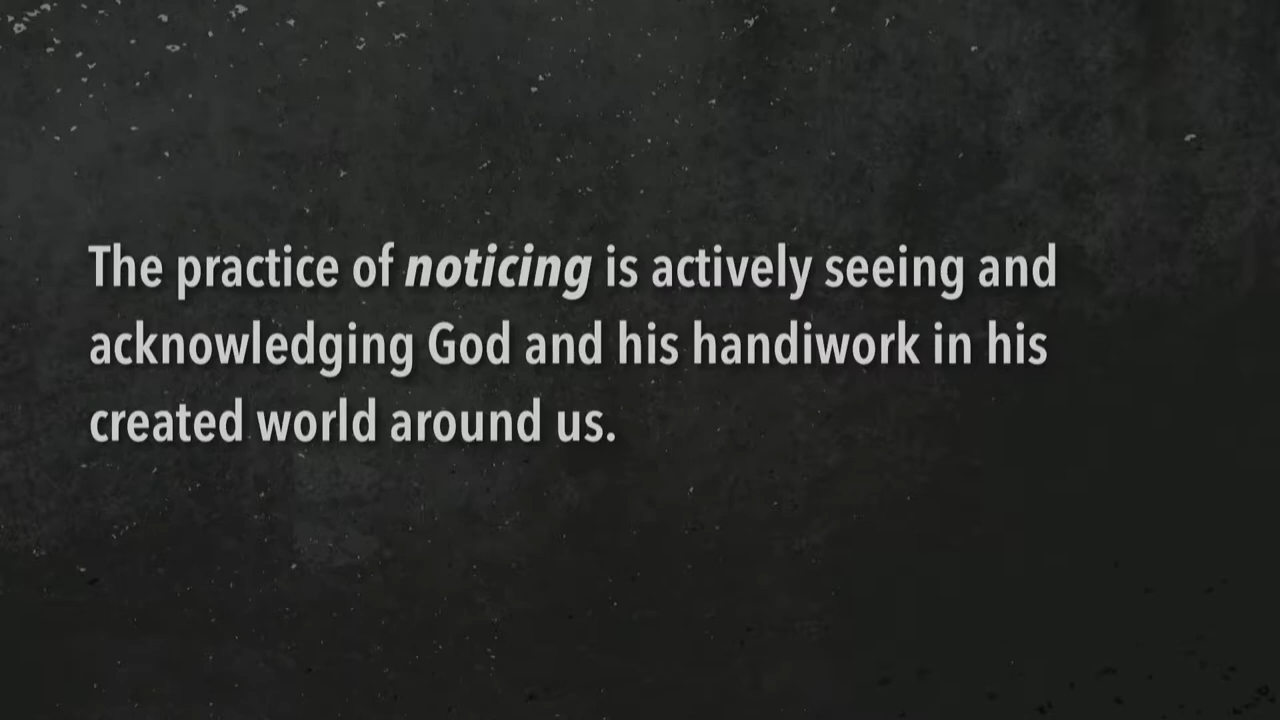 The practice of noticing is actively seeing and
acknowledging God and his handiwork in his
created world around us.